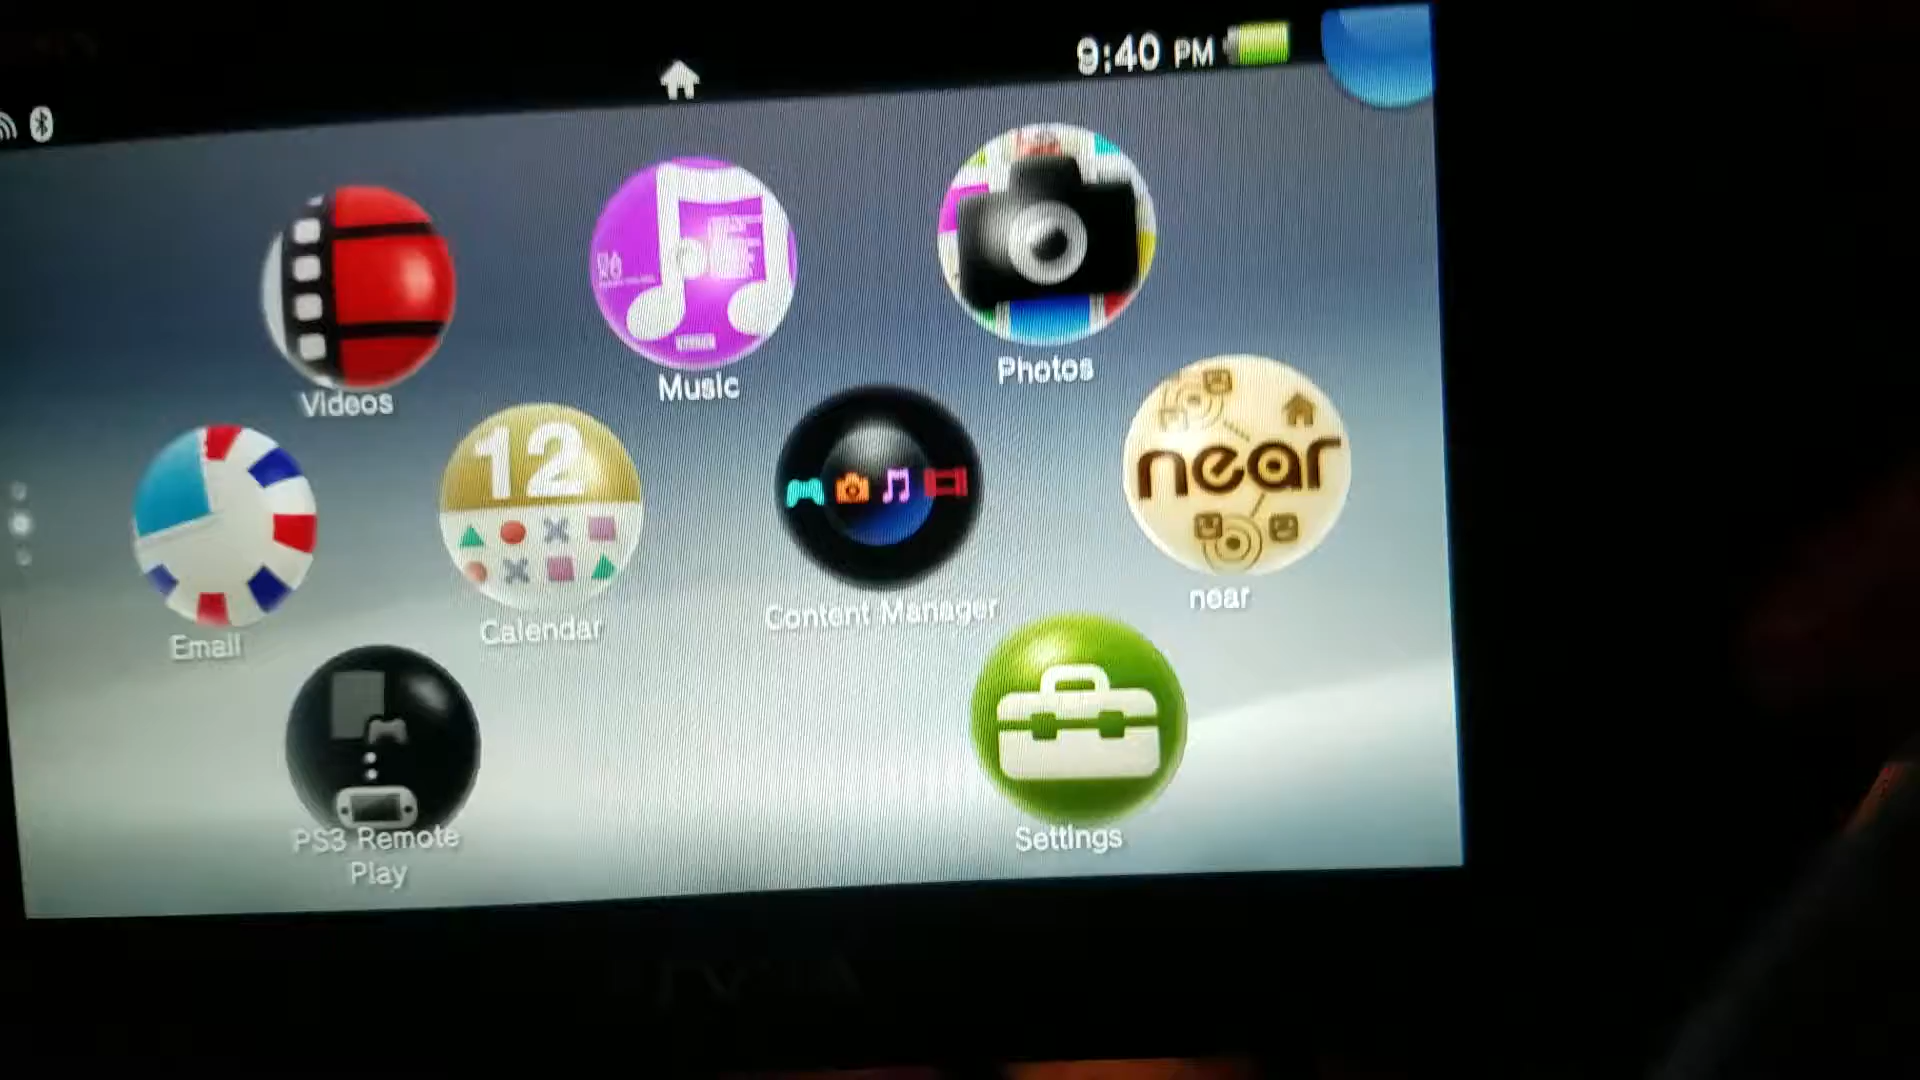 9:40 PM
Videos
Music
Photos
12
near
Email
Calendar
Content Manager
near
PS3 Remote
Play
Settings